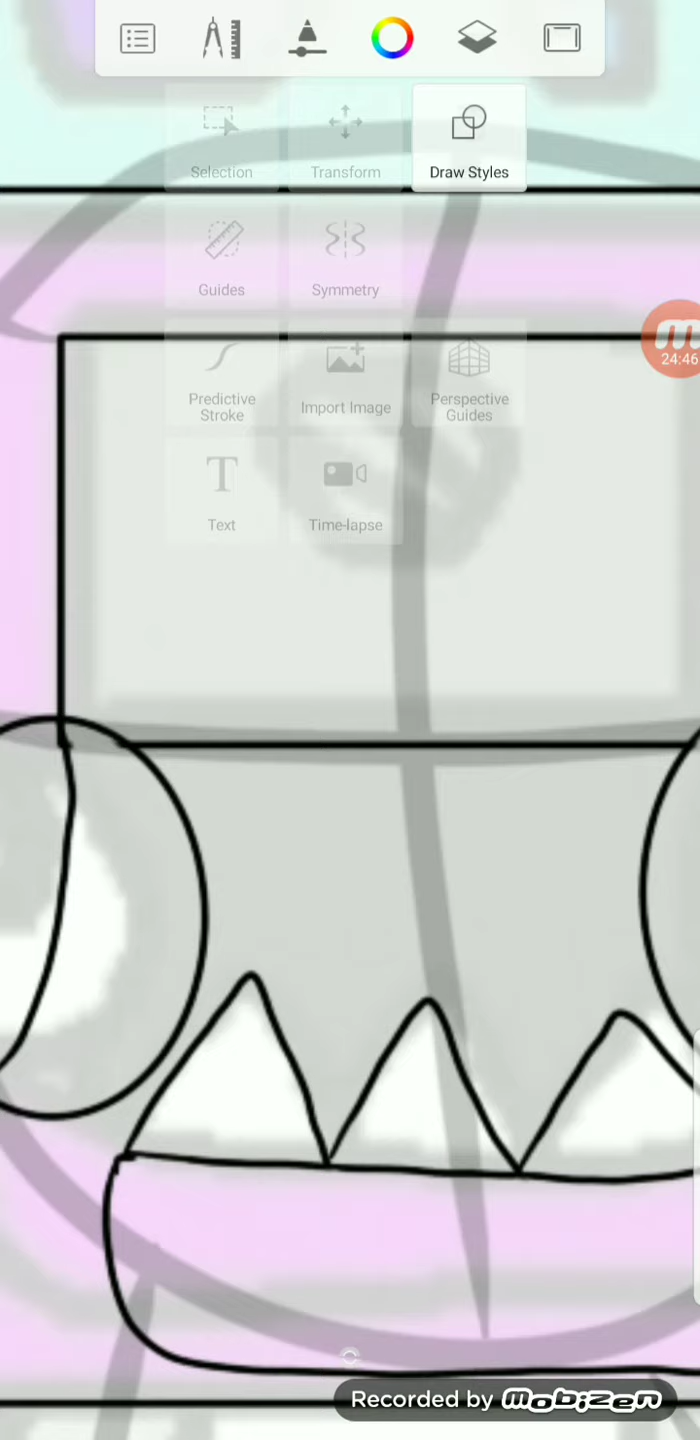 Selection
Transform
Draw Styles
Guides
Symmetry
24:46
Predictive
Stroke
Import Image
Perspective
Guides
Text
Time-lapse
Recorded by mobizen